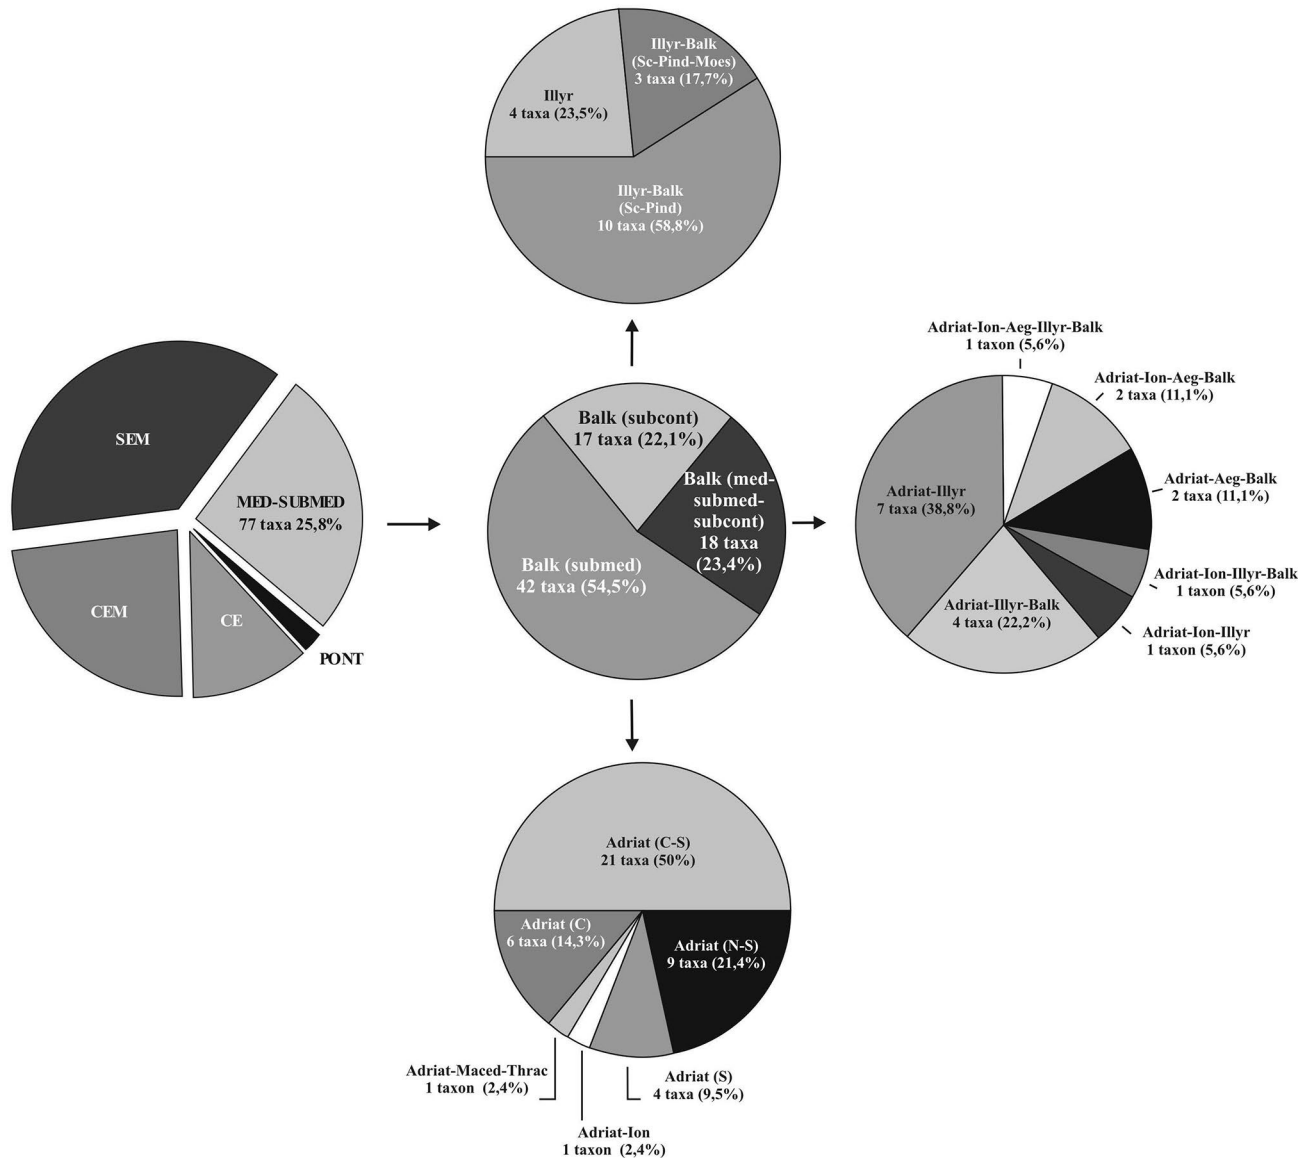 Illyr-Balk
(Sc-Pind-Moes)
3 taxa (17,7%)
Illyr
4 taxa (23,5%)
Illyr-Balk
(Sc-Pind)
10 taxa (58,8%)
SEM
MED-SUBMED
77 taxa 25,8%
CEM
CE
PONT
Balk (subcont)
17 taxa (22,1%)
Balk (med-
submed-
subcont)
18 taxa
(23,4%)
Balk (submed)
42 taxa (54,5%)
Adriat-Ion-Aeg-Illyr-Balk
1 taxon (5,6%)
Adriat-Ion-Aeg-Balk
2 taxa (11,1%)
Adriat-Aeg-Balk
2 taxa (11,1%)
Adriat-Illyr
7 taxa (38,8%)
Adriat-Ion-Illyr-Balk
1 taxon (5,6%)
Adriat-Illyr-Balk
4 taxa (22,2%)
Adriat-Ion-Illyr
1 taxon (5,6%)
Adriat (C-S)
21 taxa (50%)
Adriat (C)
6 taxa (14,3%)
Adriat (N-S)
9 taxa (21,4%)
Adriat-Maced-Thrac
1 taxon (2,4%)
Adriat (S)
4 taxa (9,5%)
Adriat-Ion
1 taxon (2,4%)